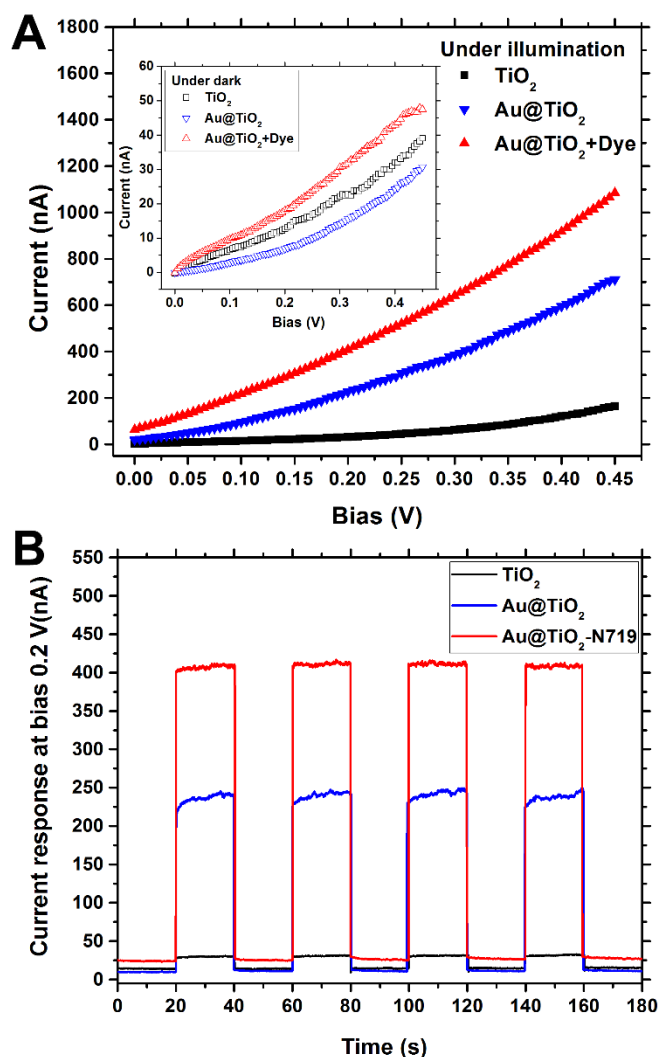 A
1800
1600
1400
1200
1000
800
600
400
200
0
Current (nA)
0.00 0.05 0.10 0.15 0.20 0.25 0.30 0.35 0.40 0.45
Bias (V)
Under illumination
TiO₂
Au@TiO₂
Au@TiO₂+Dye
60
50
40
30
20
10
0
Current (nA)
0.0 0.1 0.2 0.3 0.4
Bias (V)
Under dark
TiO₂
Au@TiO₂
Au@TiO₂+Dye
B
550
500
450
400
350
300
250
200
150
100
50
0
Current response at bias 0.2 V(nA)
0 20 40 60 80 100 120 140 160 180
Time (s)
TiO₂
Au@TiO₂
Au@TiO₂-N719